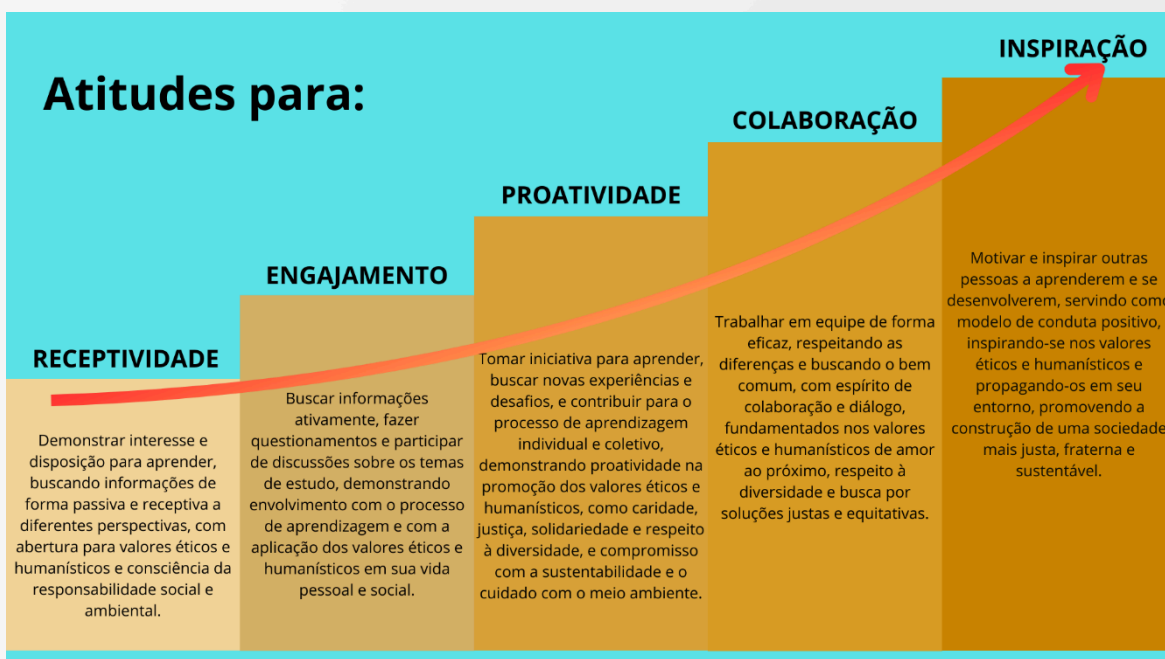 Atitudes para:
RECEPTIVIDADE
Demonstrar interesse e
disposição para aprender,
buscando informações de
forma passiva e receptiva a
diferentes perspectivas, com
abertura para valores éticos e
humanísticos e consciência da
responsabilidade social e
ambiental.
ENGAJAMENTO
Buscar informações
ativamente, fazer
questionamentos e participar
de discussões sobre os temas
de estudo, demonstrando
envolvimento com o processo
de aprendizagem e com a
aplicação dos valores éticos e
humanísticos em sua vida
pessoal e social.
PROATIVIDADE
Tomar iniciativa para aprender,
buscar novas experiências e
desafios, e contribuir para o
processo de aprendizagem
individual e coletivo,
demonstrando proatividade na
promoção dos valores éticos e
humanísticos, como caridade,
justiça, solidariedade e respeito
à diversidade, e compromisso
com a sustentabilidade e o
cuidado com o meio ambiente.
COLABORAÇÃO
Trabalhar em equipe de forma
eficaz, respeitando as
diferenças e buscando o bem
comum, com espírito de
colaboração e diálogo,
fundamentados nos valores
éticos e humanísticos de amor
ao próximo, respeito à
diversidade e busca por
soluções justas e equitativas.
INSPIRAÇÃO
Motivar e inspirar outras
pessoas a aprenderem e se
desenvolverem, servindo como
modelo de conduta positivo,
inspirando-se nos valores
éticos e humanísticos e
propagando-os em seu
entorno, promovendo a
construção de uma sociedade
mais justa, fraterna e
sustentável.